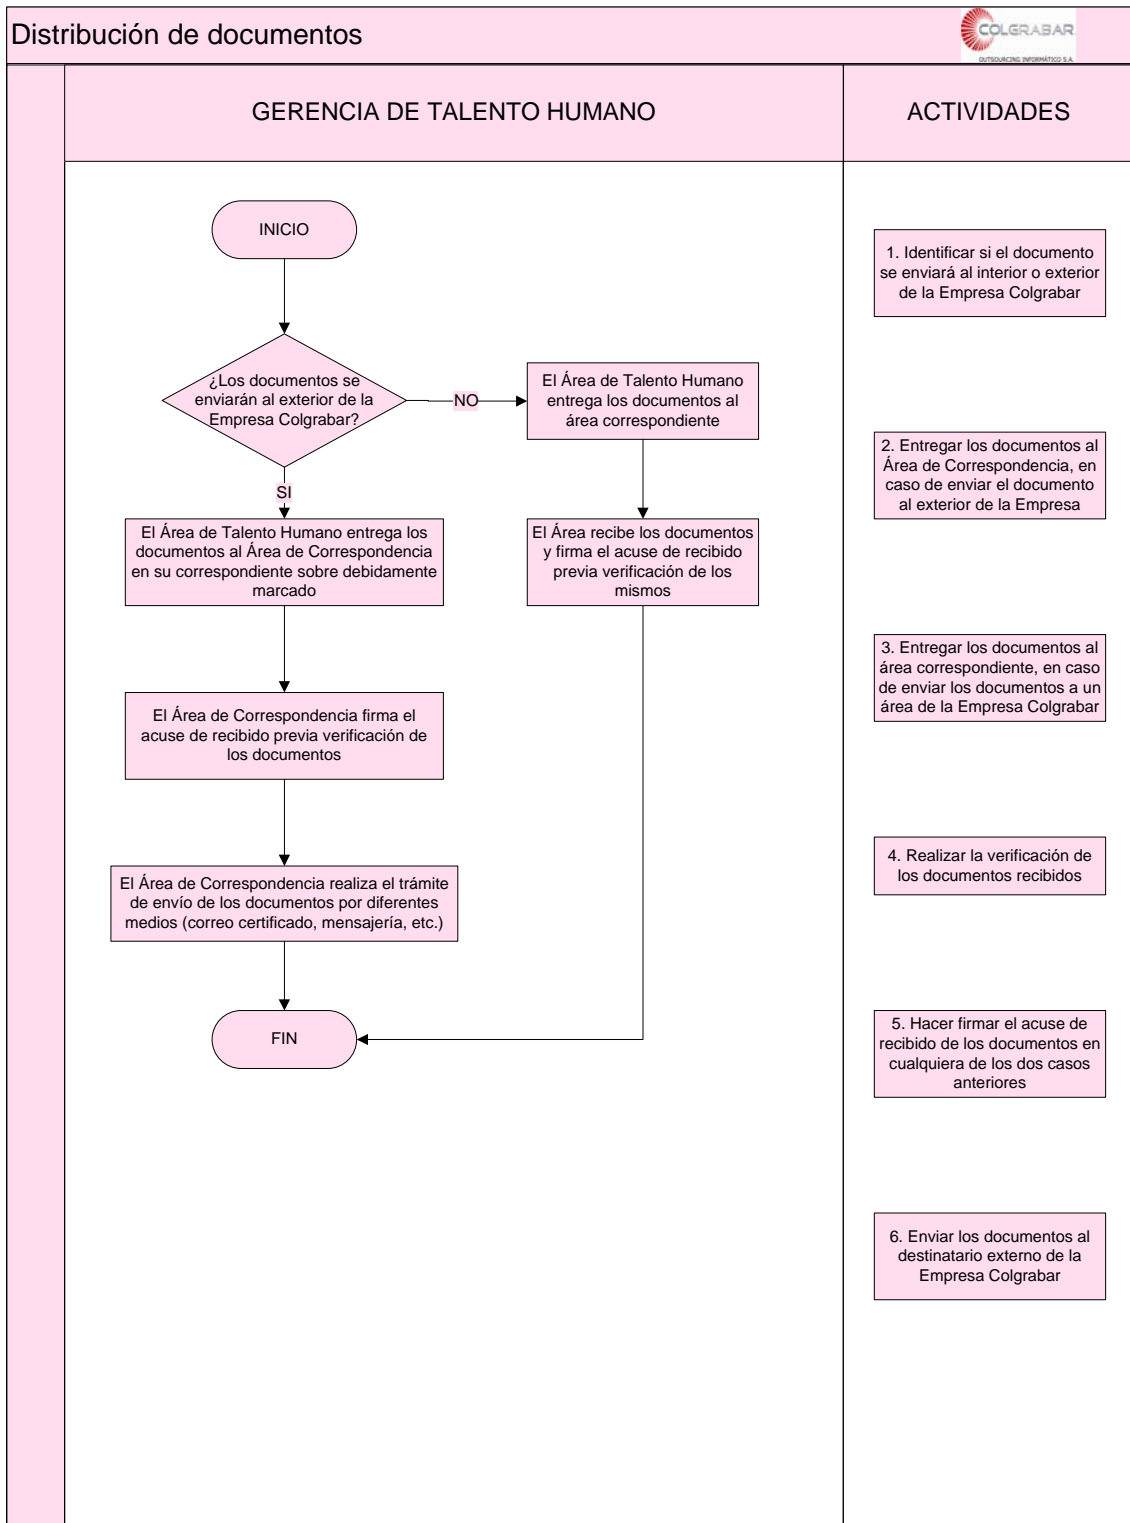 Distribución de documentos
COLGRABAR
OUTSOURCING INFORMÁTICO S.A.
GERENCIA DE TALENTO HUMANO
ACTIVIDADES
INICIO
¿Los documentos se
enviarán al exterior de la
Empresa Colgrabar?
NO
El Área de Talento Humano
entrega los documentos al
área correspondiente
SI
El Área de Talento Humano entrega los
documentos al Área de Correspondencia
en su correspondiente sobre debidamente
marcado
El Área recibe los documentos
y firma el acuse de recibido
previa verificación de los
mismos
El Área de Correspondencia firma el
acuse de recibido previa verificación de
los documentos
El Área de Correspondencia realiza el trámite
de envío de los documentos por diferentes
medios (correo certificado, mensajería, etc.)
FIN
1. Identificar si el documento
se enviará al interior o exterior
de la Empresa Colgrabar
2. Entregar los documentos al
Área de Correspondencia, en
caso de enviar el documento
al exterior de la Empresa
3. Entregar los documentos al
área correspondiente, en caso
de enviar los documentos a un
área de la Empresa Colgrabar
4. Realizar la verificación de
los documentos recibidos
5. Hacer firmar el acuse de
recibido de los documentos en
cualquiera de los dos casos
anteriores
6. Enviar los documentos al
destinatario externo de la
Empresa Colgrabar